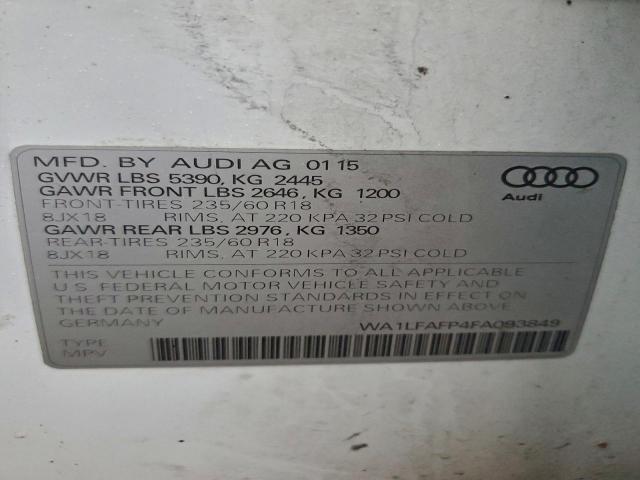 MFD. BY AUDI AG 01 15
GVWR LBS 5390, KG 2445
GAWR FRONT LBS 2646, KG 1200
FRONT-TIRES 235/60 R18
8JX18 RIMS, AT 220 KPA 32 PSI COLD
GAWR REAR LBS 2976, KG 1350
REAR-TIRES 235/60 R18
8JX18 RIMS, AT 220 KPA 32 PSI COLD
Audi
THIS VEHICLE CONFORMS TO ALL APPLICABLE
U S FEDERAL MOTOR VEHICLE SAFETY AND
THEFT PREVENTION STANDARDS IN EFFECT ON
THE DATE OF MANUFACTURE SHOWN ABOVE
GERMANY WA1LFAFP4FA093849
TYPE
MPV